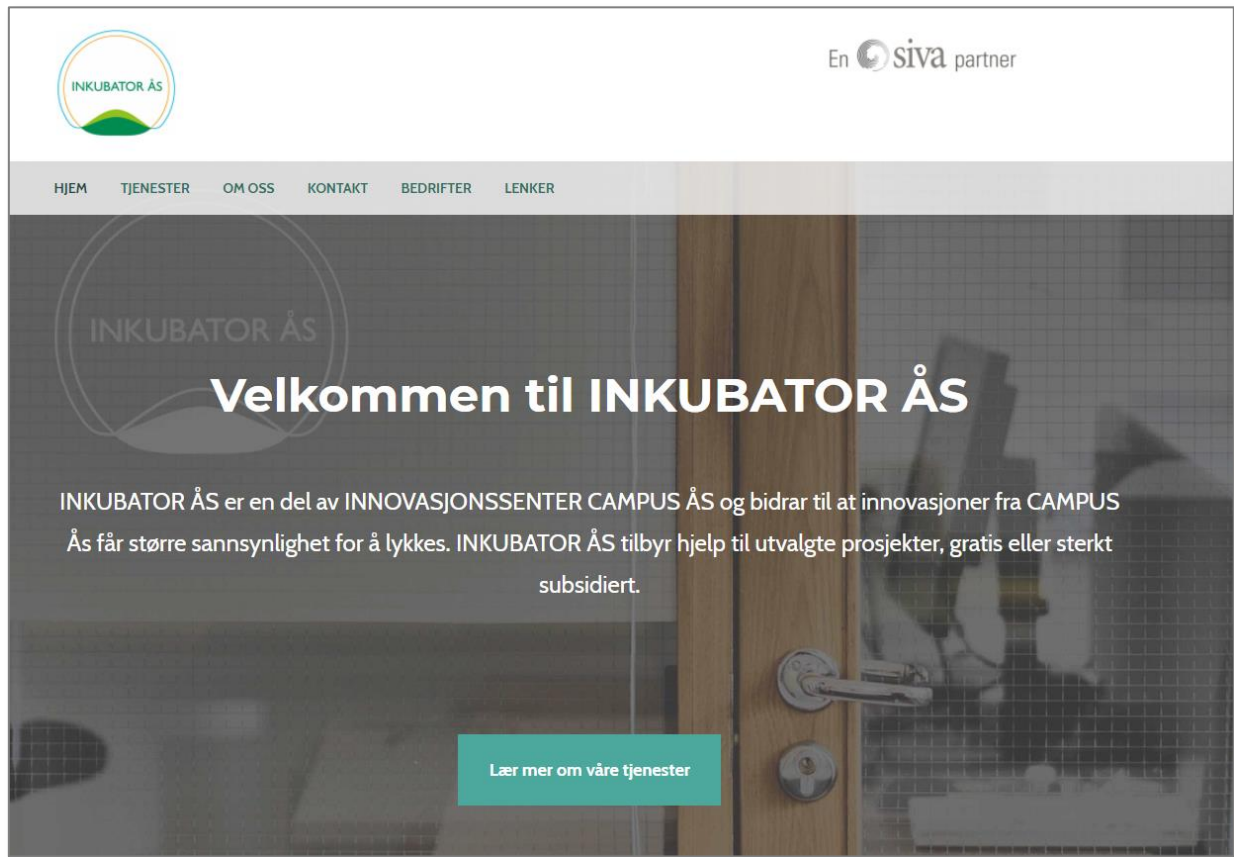 INKUBATOR ÅS
En siva partner
HJEM TJENESTER OM OSS KONTAKT BEDRIFTER LENKER
INKUBATOR ÅS
Velkommen til INKUBATOR ÅS
INKUBATOR ÅS er en del av INNOVASJONSSENTER CAMPUS ÅS og bidrar til at innovasjoner fra CAMPUS
Ås får større sannsynlighet for å lykkes. INKUBATOR ÅS tilbyr hjelp til utvalgte prosjekter, gratis eller sterkt
subsidiert.
Lær mer om våre tjenester